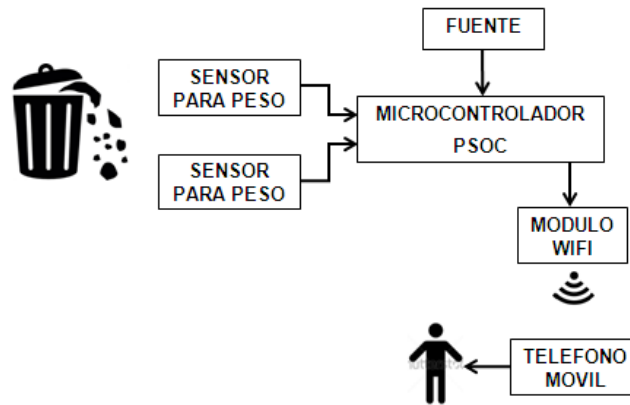 FUENTE
SENSOR
PARA PESO
MICROCONTROLADOR
PSOC
SENSOR
PARA PESO
MODULO
WIFI
TELEFONO
MOVIL